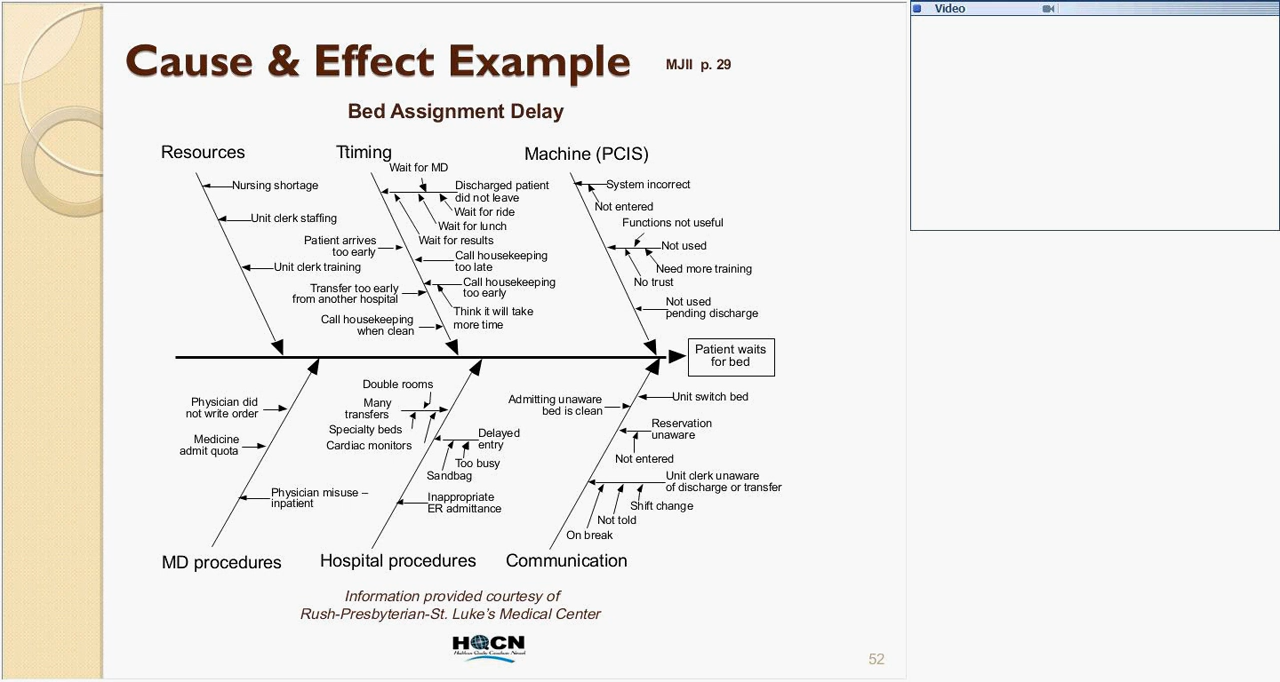 Video
Cause & Effect Example
MJII p. 29
Bed Assignment Delay
Resources
Nursing shortage
Unit clerk staffing
Unit clerk training
Ttiming
Wait for MD
Discharged patient
did not leave
Wait for ride
Wait for lunch
Wait for results
Patient arrives
too early
Call housekeeping
too late
Transfer too early
from another hospital
Call housekeeping
too early
Think it will take
more time
Call housekeeping
when clean
Machine (PCIS)
System incorrect
Not entered
Functions not useful
Not used
Need more training
No trust
Not used
pending discharge
Patient waits
for bed
Physician did
not write order
Medicine
admit quota
Physician misuse –
inpatient
MD procedures
Double rooms
Many
transfers
Specialty beds
Cardiac monitors
Delayed
entry
Too busy
Sandbag
Inappropriate
ER admittance
Hospital procedures
Admitting unaware
bed is clean
Unit switch bed
Reservation
unaware
Not entered
Unit clerk unaware
of discharge or transfer
Shift change
Not told
On break
Communication
Information provided courtesy of
Rush-Presbyterian-St. Luke's Medical Center
HQCN
52